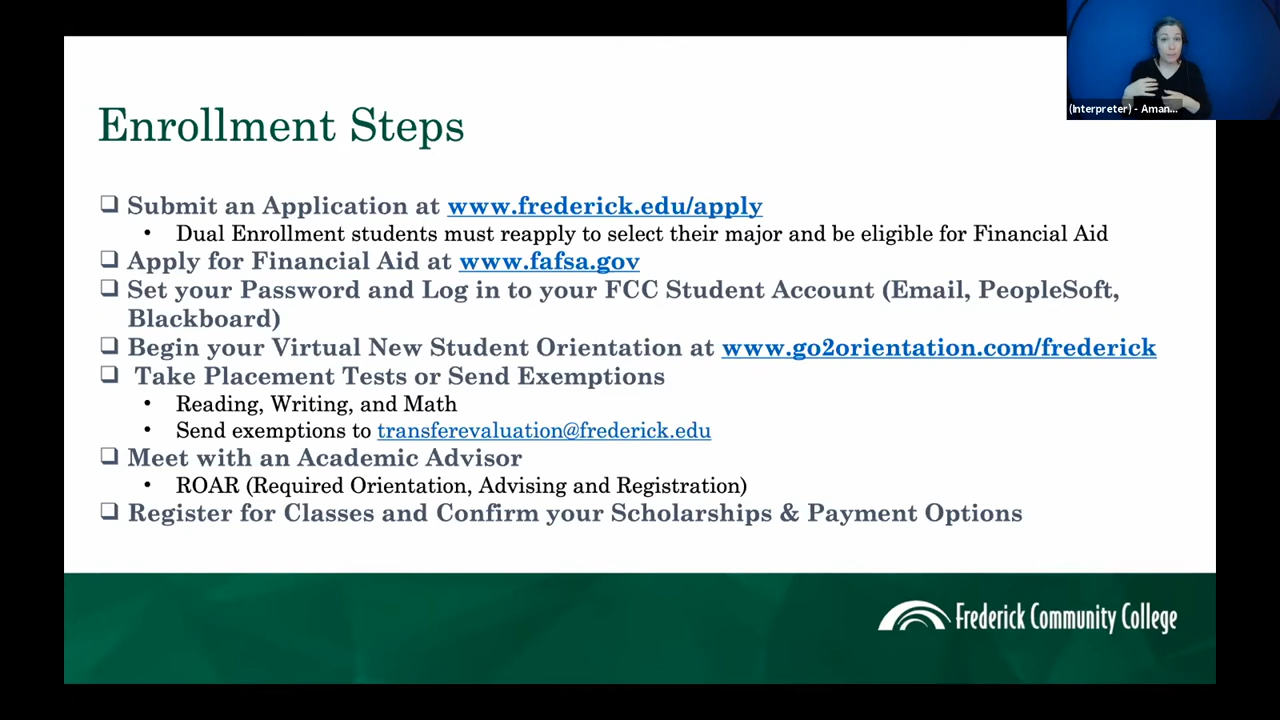 (Interpreter) - Aman...
Enrollment Steps
❑ Submit an Application at www.frederick.edu/apply
• Dual Enrollment students must reapply to select their major and be eligible for Financial Aid
❑ Apply for Financial Aid at www.fafsa.gov
❑ Set your Password and Log in to your FCC Student Account (Email, PeopleSoft,
Blackboard)
❑ Begin your Virtual New Student Orientation at www.go2orientation.com/frederick
❑ Take Placement Tests or Send Exemptions
• Reading, Writing, and Math
• Send exemptions to transferevaluation@frederick.edu
❑ Meet with an Academic Advisor
• ROAR (Required Orientation, Advising and Registration)
❑ Register for Classes and Confirm your Scholarships & Payment Options
Frederick Community College